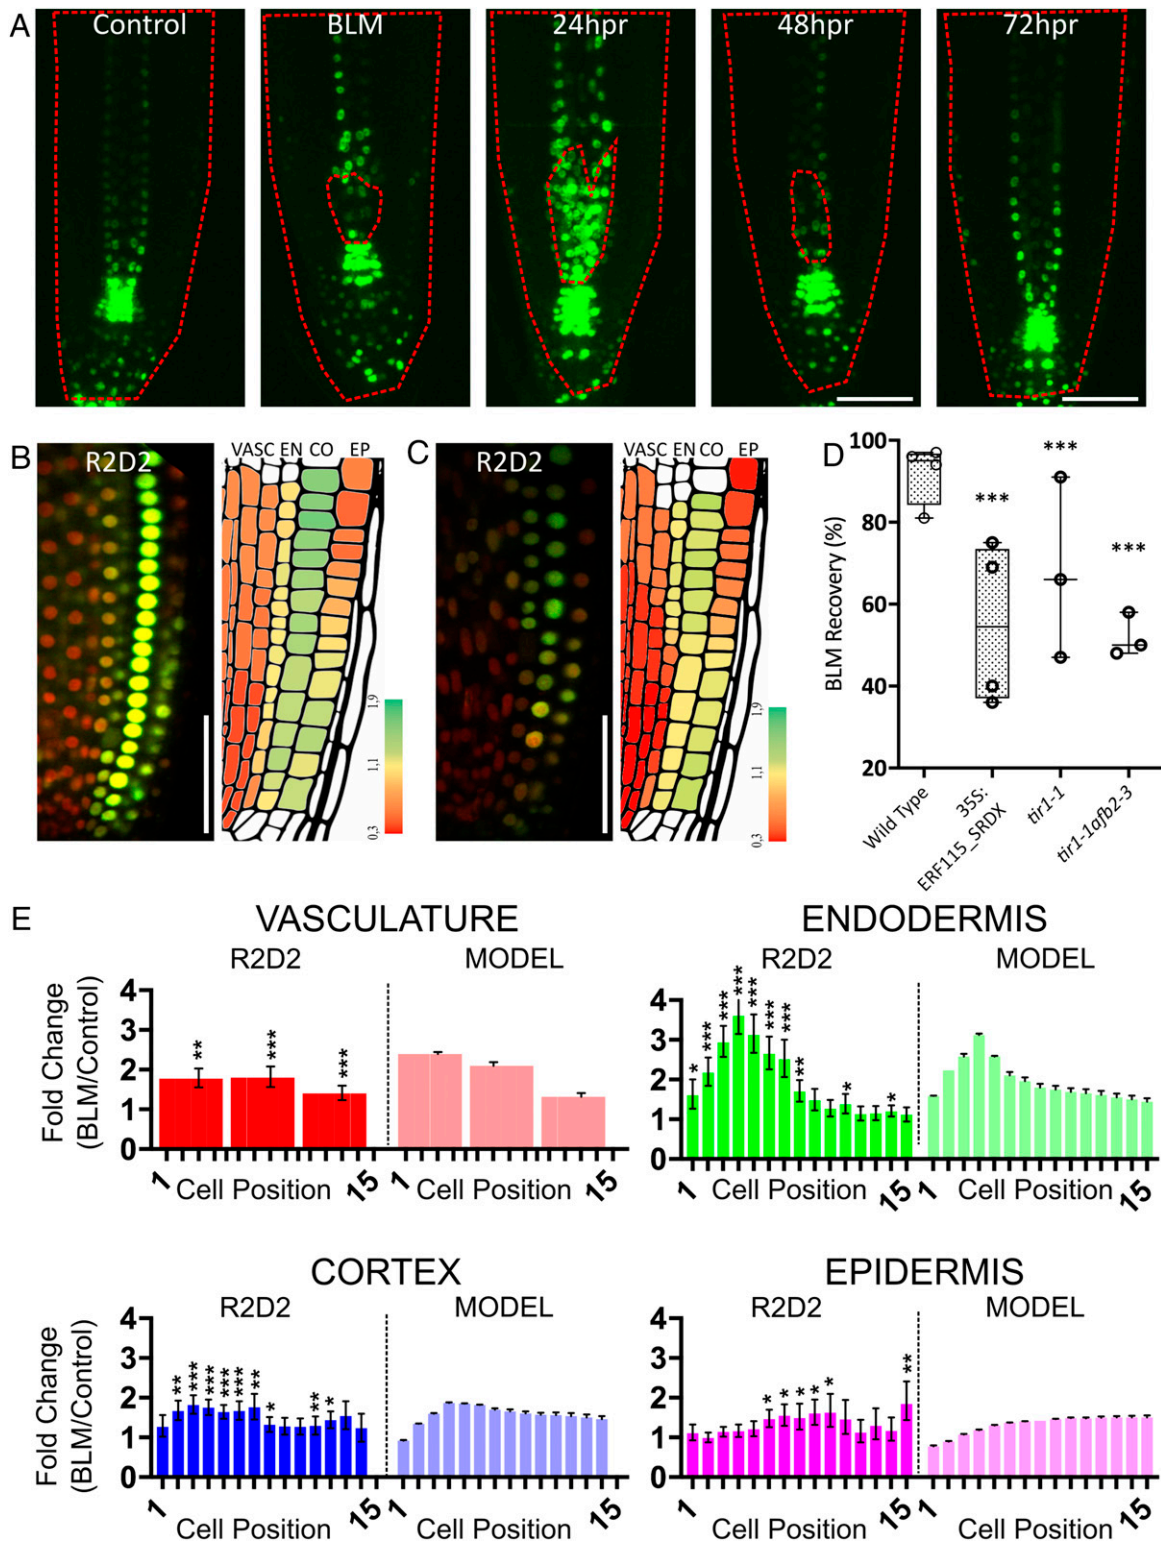 A
Control
BLM
24hpr
48hpr
72hpr
B
R2D2
VASC EN CO EP
1,9
1,1
0,3
C
R2D2
VASC EN CO EP
1,9
1,1
0,3
D
BLM Recovery (%)
100
80
60
40
20
***
***
***
Wild Type
35S:
ERF115_SRDX
tir1-1
tir1-1afb2-3
E
VASCULATURE
R2D2
MODEL
Fold Change
(BLM/Control)
4
3
2
1
0
** *** ***
1 Cell Position 15
Cell Position 15
ENDODERMIS
R2D2
MODEL
4
3
2
1
0
* *** *** *** *** *** *** ** * *
1 Cell Position 15
1 Cell Position 15
CORTEX
R2D2
MODEL
Fold Change
(BLM/Control)
4
3
2
1
0
** *** *** *** *** ** * ** *
1 Cell Position 15
1 Cell Position 15
EPIDERMIS
R2D2
MODEL
4
3
2
1
0
* * * * * **
1 Cell Position 15
1 Cell Position 15